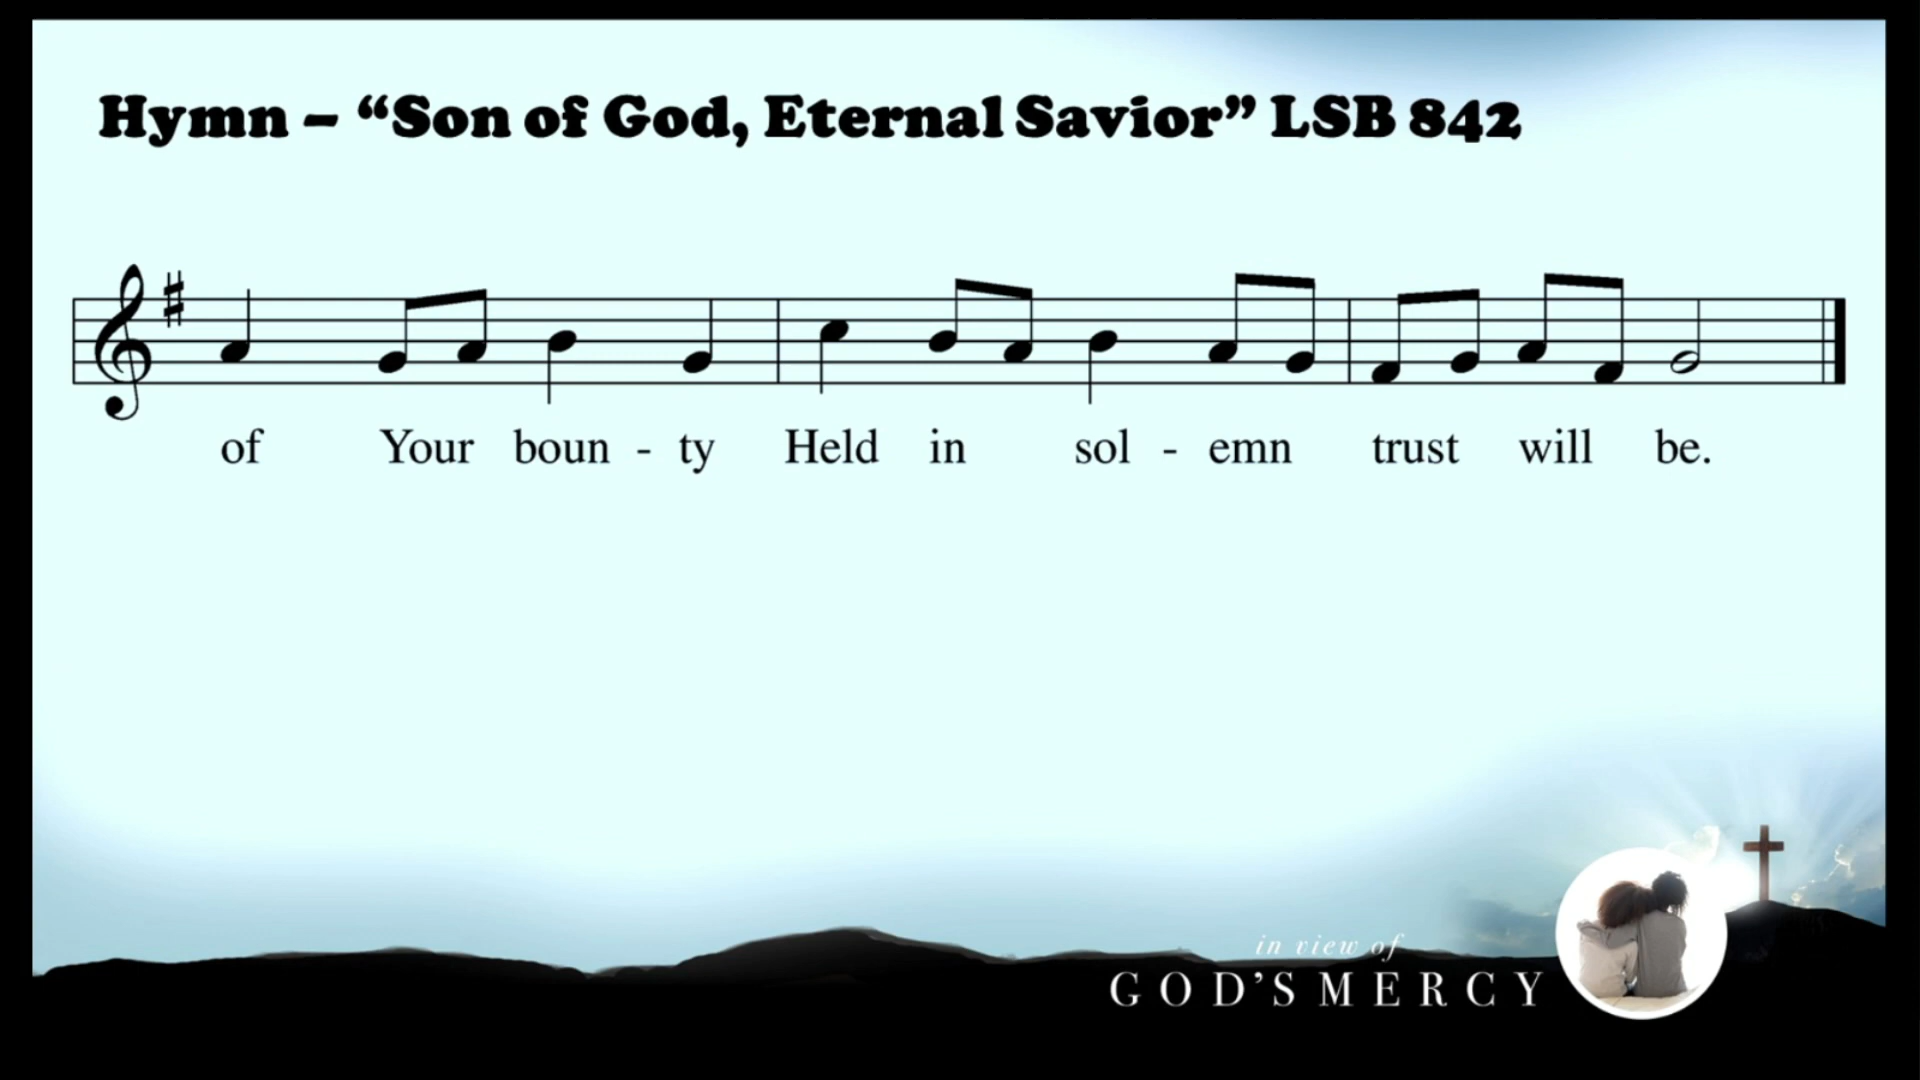 Hymn – “Son of God, Eternal Savior” LSB 842
of Your boun - ty Held in sol - emn trust will be.
in view of
GOD’S MERCY